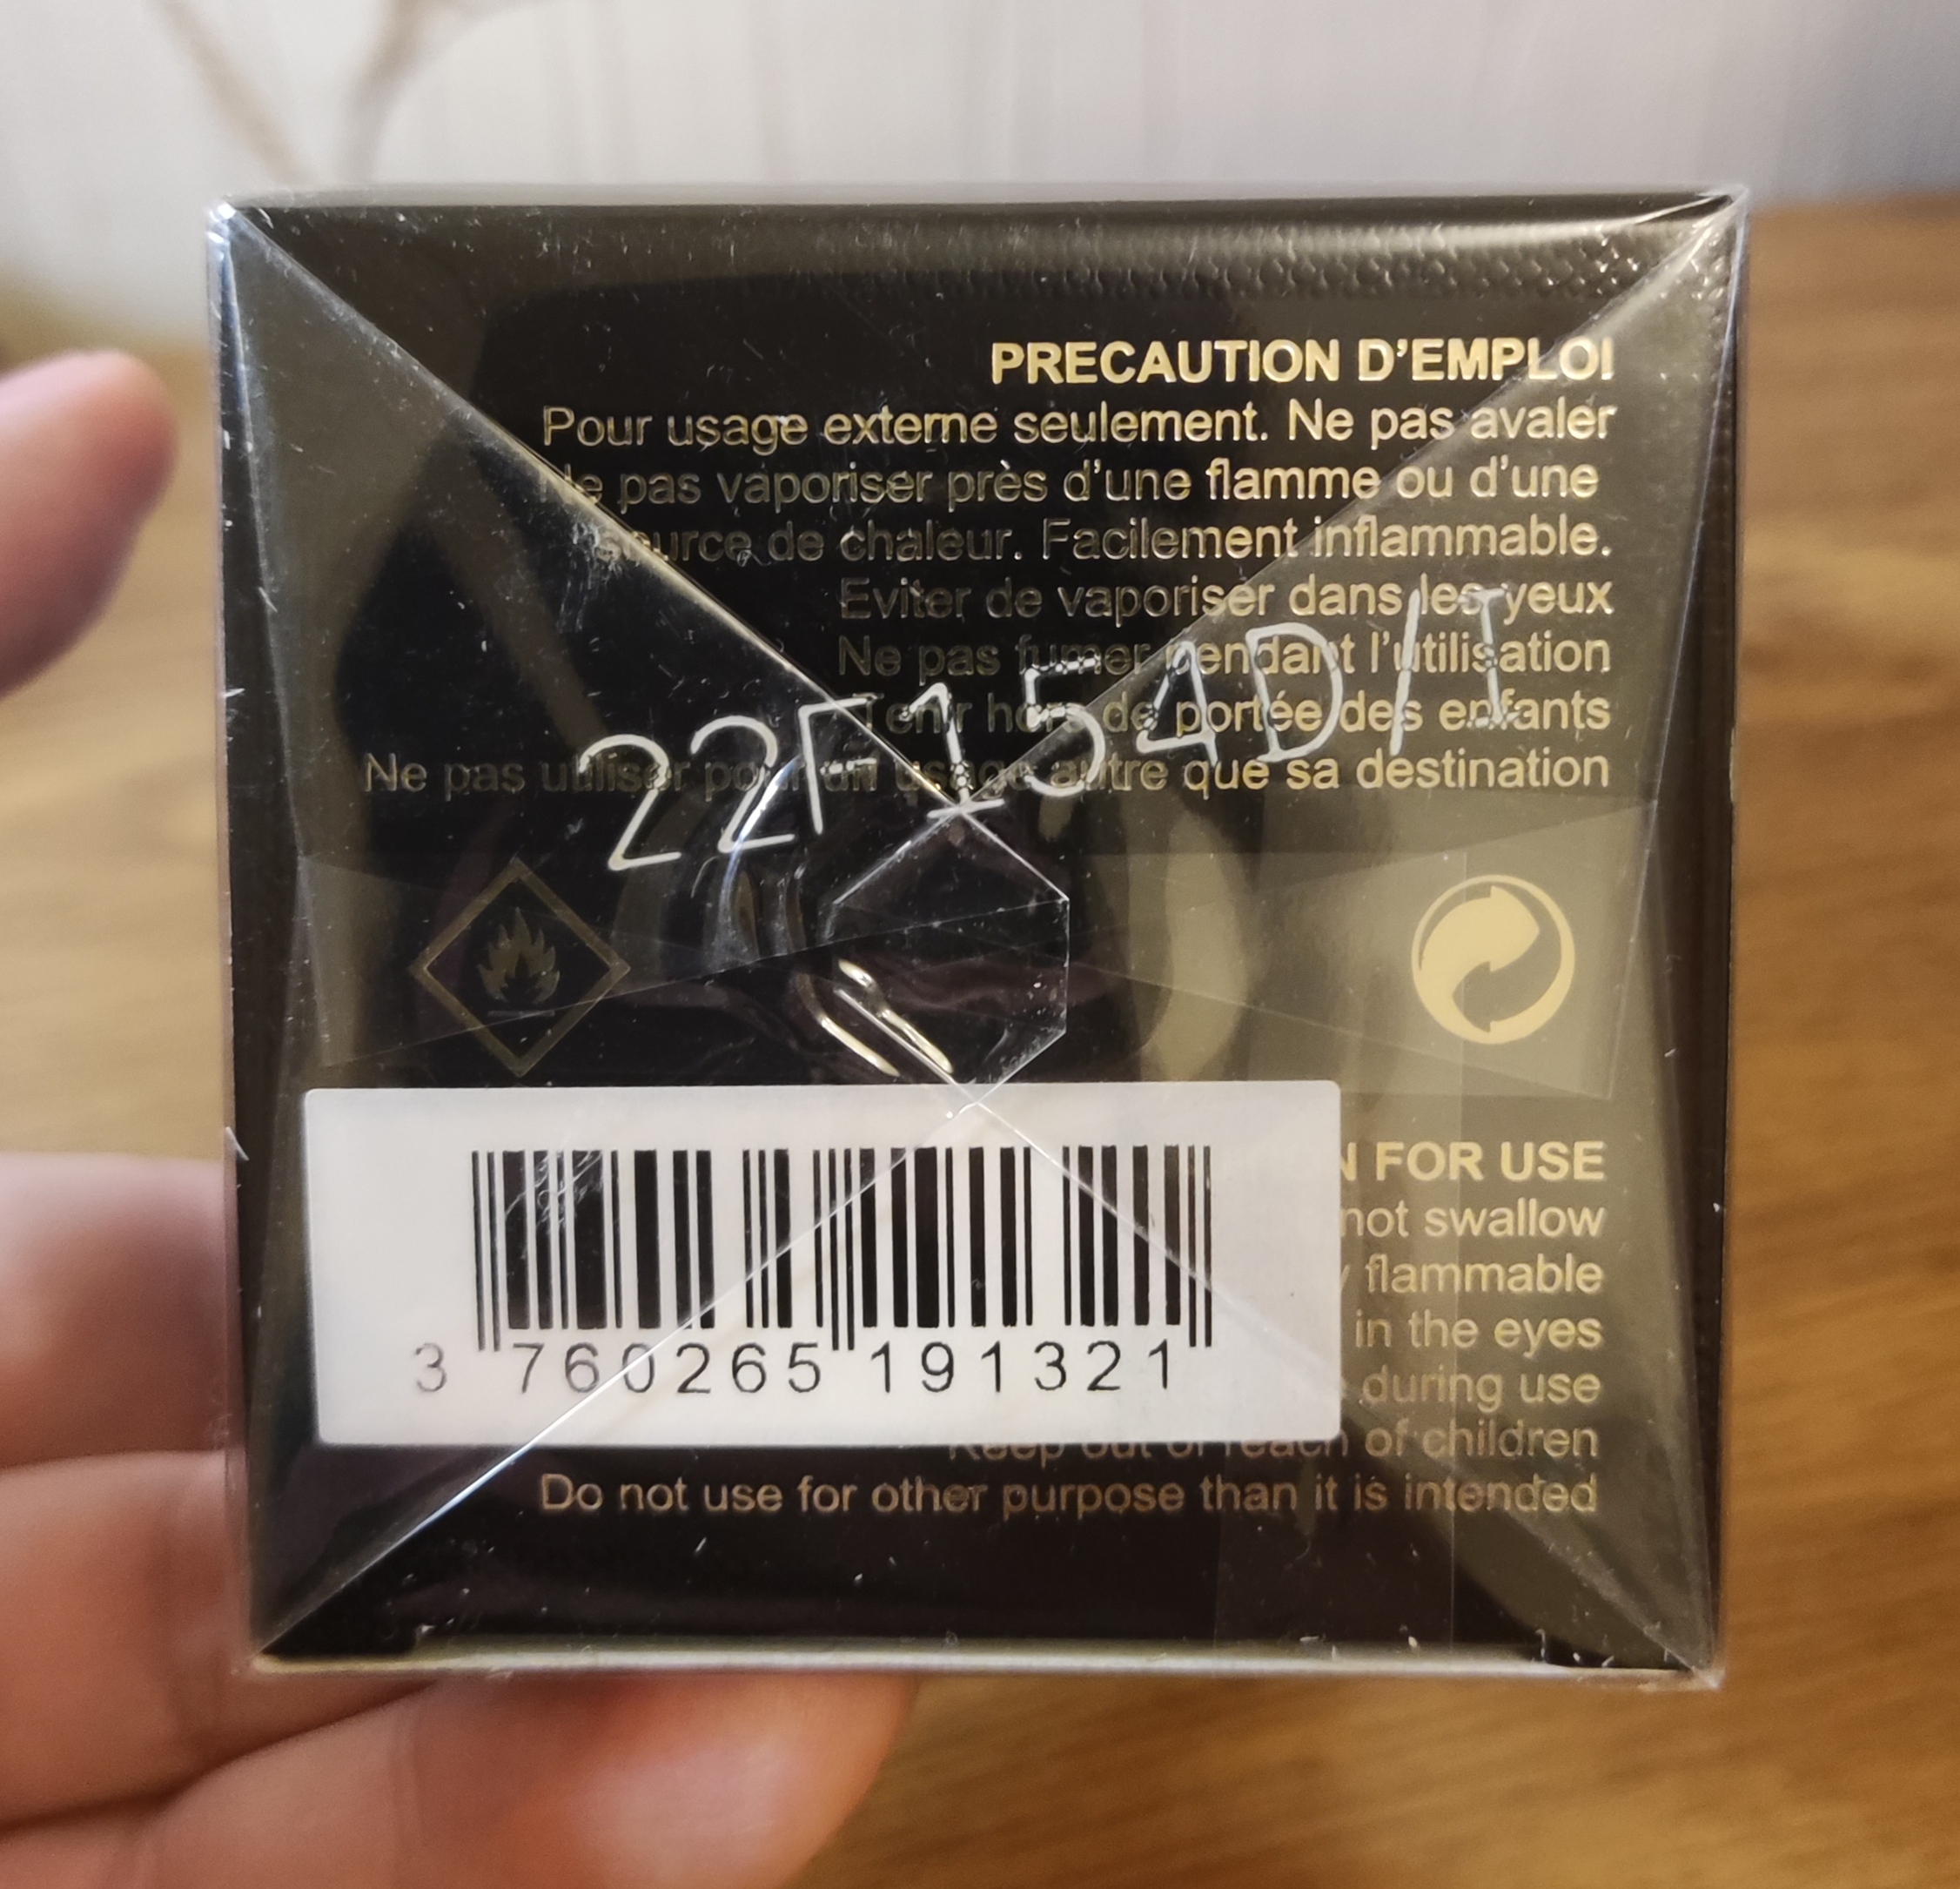 PRECAUTION D'EMPLOI
Pour usage externe seulement. Ne pas avaler
Ne pas vaporiser près d'une flamme ou d'une
source de chaleur. Facilement inflammable.
Eviter de vaporiser dans les yeux
Ne pas fumer pendant l'utilisation
Tenir hors de portée des enfants
Ne pas utiliser pour un usage autre que sa destination
22F154D/T
FOR USE
not swallow
flammable
in the eyes
during use
Keep out of reach of children
Do not use for other purpose than it is intended
3 760265 191321